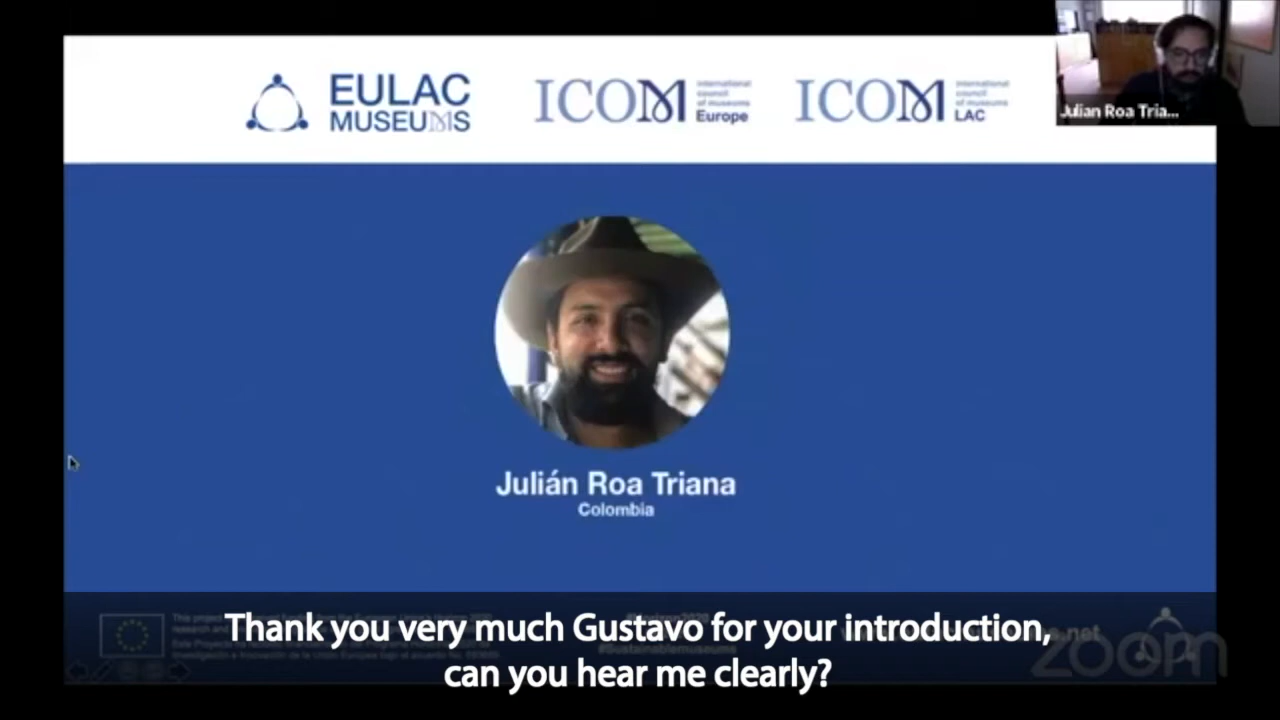 EULAC
MUSEUMS
ICOM international council of museums Europe
ICOM international council of museums LAC
Julian Roa Tria...
Julián Roa Triana
Colombia
Thank you very much Gustavo for your introduction,
can you hear me clearly?
zoom